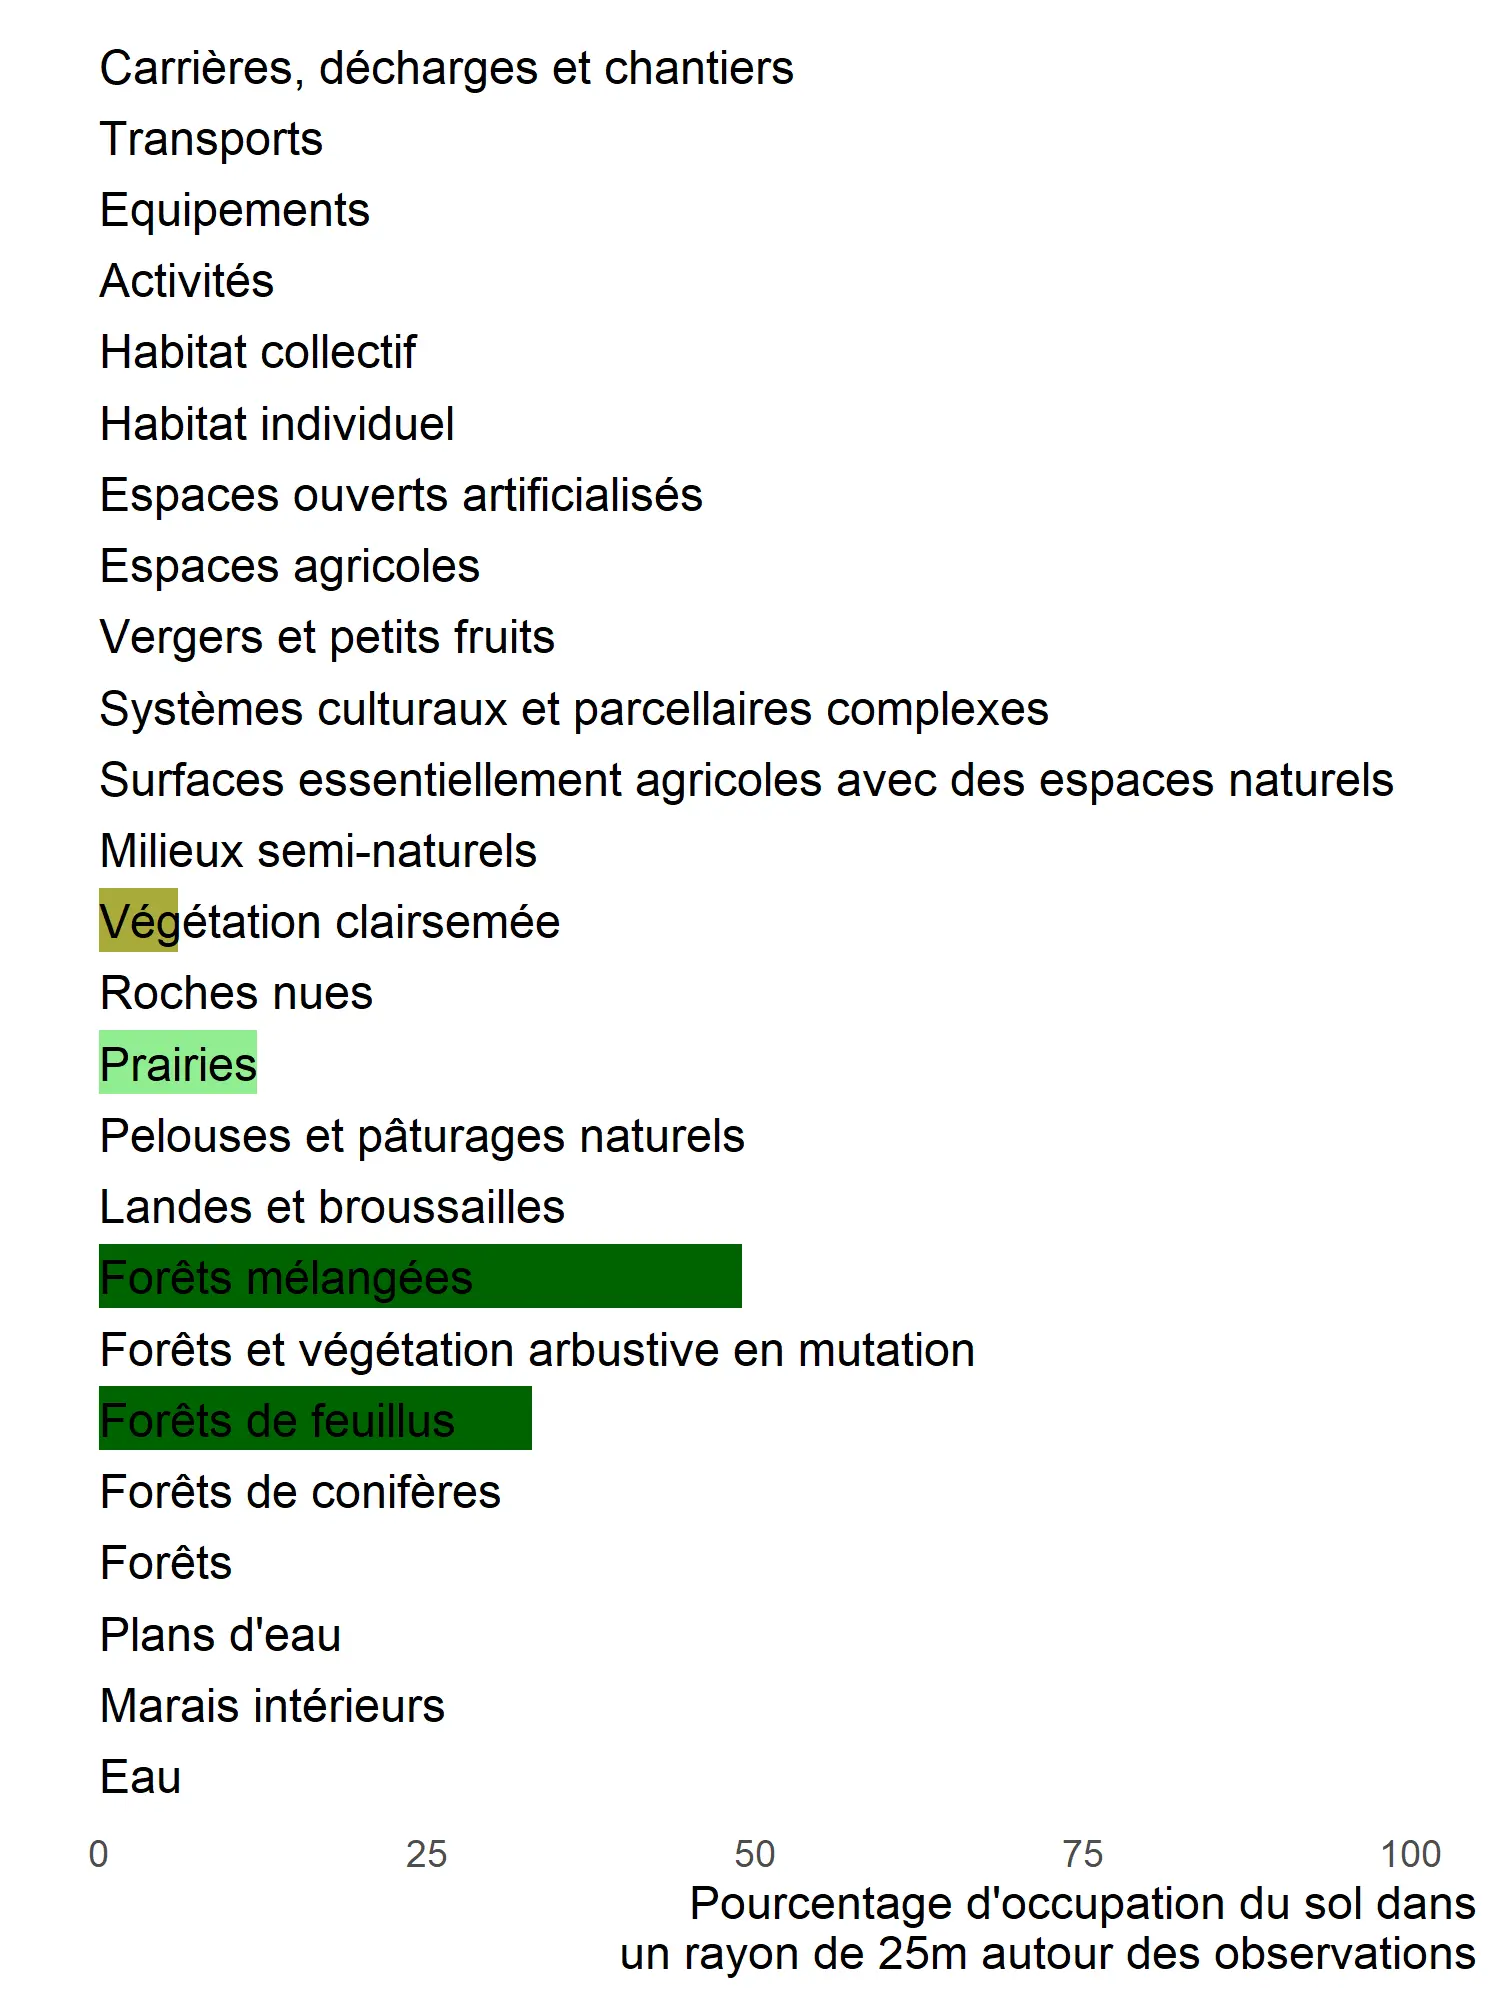 Carrières, décharges et chantiers
Transports
Equipements
Activités
Habitat collectif
Habitat individuel
Espaces ouverts artificialisés
Espaces agricoles
Vergers et petits fruits
Systèmes culturaux et parcellaires complexes
Surfaces essentiellement agricoles avec des espaces naturels
Milieux semi-naturels
Végétation clairsemée
Roches nues
Prairies
Pelouses et pâturages naturels
Landes et broussailles
Forêts mélangées
Forêts et végétation arbustive en mutation
Forêts de feuillus
Forêts de conifères
Forêts
Plans d'eau
Marais intérieurs
Eau
0 25 50 75 100
Pourcentage d'occupation du sol dans
un rayon de 25m autour des observations